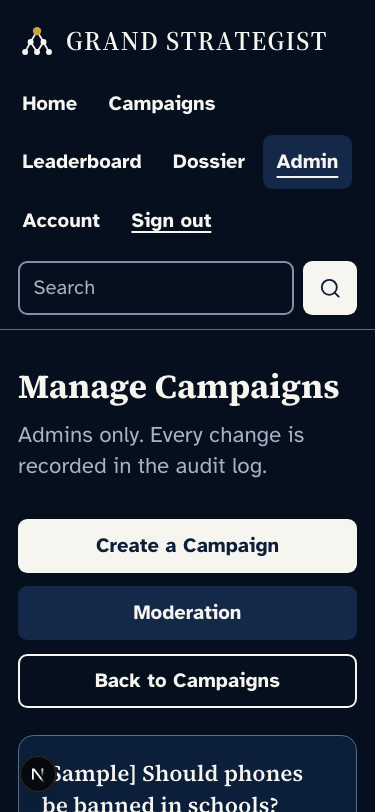 GRAND STRATEGIST
Home Campaigns
Leaderboard Dossier Admin
Account Sign out
Search
Manage Campaigns
Admins only. Every change is
recorded in the audit log.
Create a Campaign
Moderation
Back to Campaigns
N
Sample] Should phones
be banned in schools?